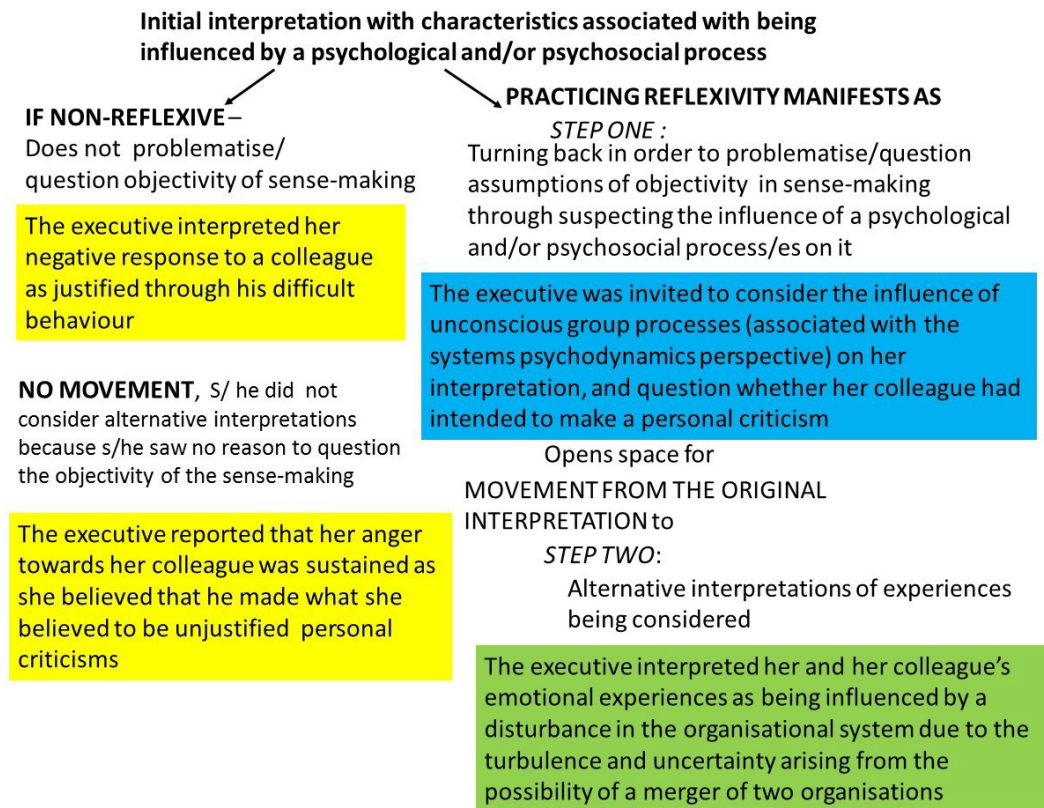 Initial interpretation with characteristics associated with being
influenced by a psychological and/or psychosocial process
IF NON-REFLEXIVE –
Does not problematise/
question objectivity of sense-making
The executive interpreted her
negative response to a colleague
as justified through his difficult
behaviour
NO MOVEMENT, S/ he did not
consider alternative interpretations
because s/he saw no reason to question
the objectivity of the sense-making
The executive reported that her anger
towards her colleague was sustained as
she believed that he made what she
believed to be unjustified personal
criticisms
PRACTICING REFLEXIVITY MANIFESTS AS
STEP ONE :
Turning back in order to problematise/question
assumptions of objectivity in sense-making
through suspecting the influence of a psychological
and/or psychosocial process/es on it
The executive was invited to consider the influence of
unconscious group processes (associated with the
systems psychodynamics perspective) on her
interpretation, and question whether her colleague had
intended to make a personal criticism
Opens space for
MOVEMENT FROM THE ORIGINAL
INTERPRETATION to
STEP TWO:
Alternative interpretations of experiences
being considered
The executive interpreted her and her colleague's
emotional experiences as being influenced by a
disturbance in the organisational system due to the
turbulence and uncertainty arising from the
possibility of a merger of two organisations